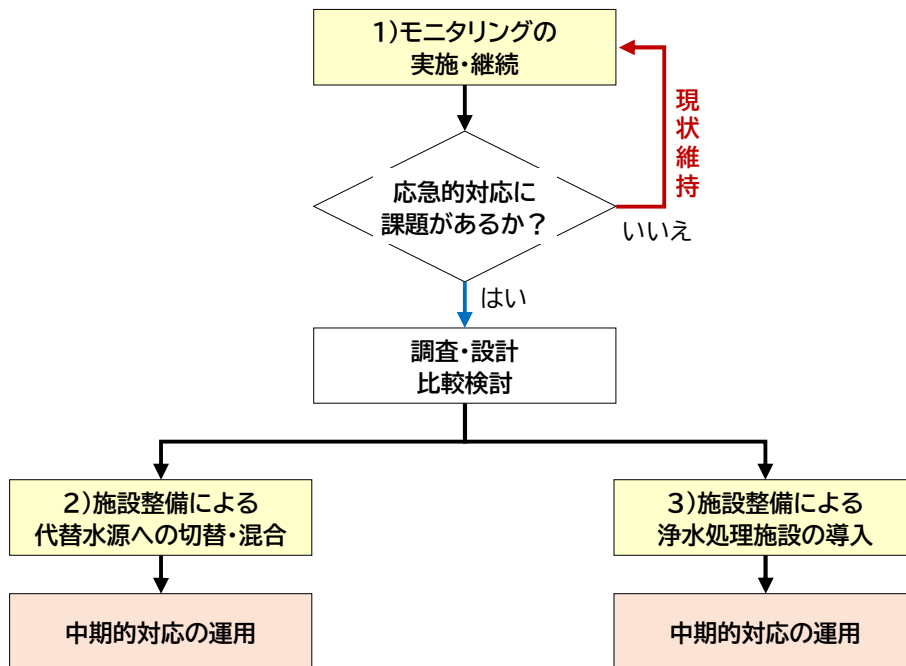 1)モニタリングの
実施・継続
現状維持
応急的対応に
課題があるか？
いいえ
はい
調査・設計
比較検討
2)施設整備による
代替水源への切替・混合
3)施設整備による
浄水処理施設の導入
中期的対応の運用
中期的対応の運用